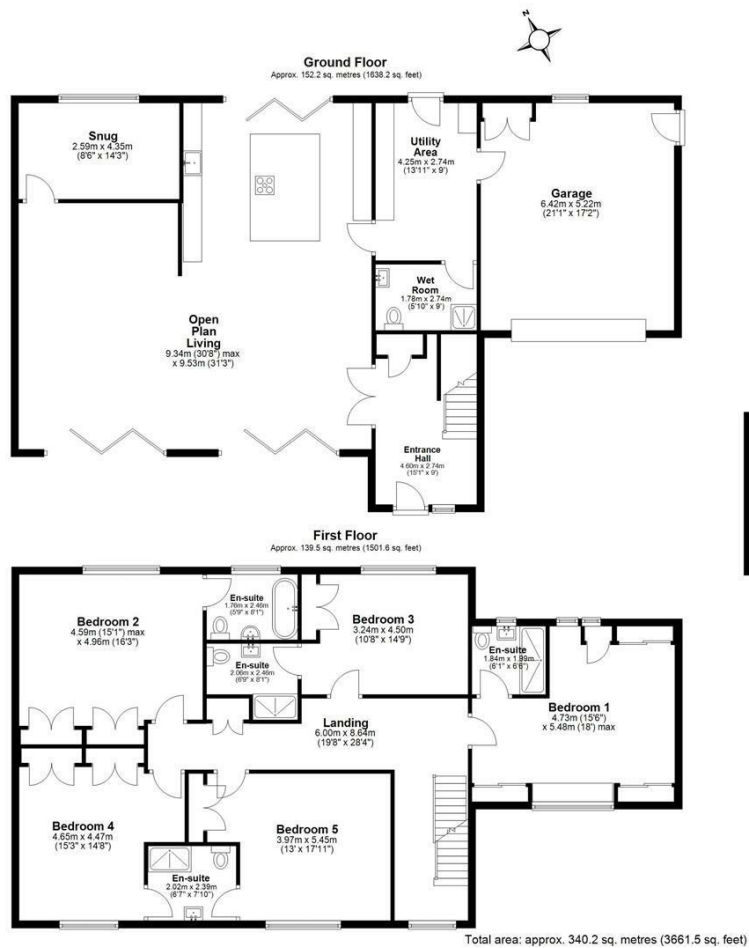 N
Ground Floor
Approx. 152.2 sq. metres (1638.2 sq. feet)
Snug
2.59m x 4.35m
(8'6" x 14'3")
Utility
Area
4.25m x 2.74m
(13'11" x 9')
Garage
6.42m x 5.22m
(21'1" x 17'2")
Wet
Room
1.78m x 2.74m
(5'10" x 9')
Open
Plan
Living
9.34m (30'8") max
x 9.53m (31'3")
Entrance
Hall
4.60m x 2.74m
(15'1" x 9')
First Floor
Approx. 139.5 sq. metres (1501.6 sq. feet)
Bedroom 2
4.59m (15'1") max
x 4.96m (16'3")
En-suite
1.76m x 2.46m
(5'9" x 8'1")
Bedroom 3
3.24m x 4.50m
(10'8" x 14'9")
En-suite
2.06m x 2.46m
(6'9" x 8'1")
En-suite
1.84m x 1.99m
(6'1" x 6'6")
Bedroom 1
4.73m (15'6")
x 5.48m (18') max
Landing
6.00m x 8.64m
(19'8" x 28'4")
Bedroom 4
4.65m x 4.47m
(15'3" x 14'8")
Bedroom 5
3.97m x 5.45m
(13' x 17'11")
En-suite
2.02m x 2.39m
(6'7" x 7'10")
Total area: approx. 340.2 sq. metres (3661.5 sq. feet)